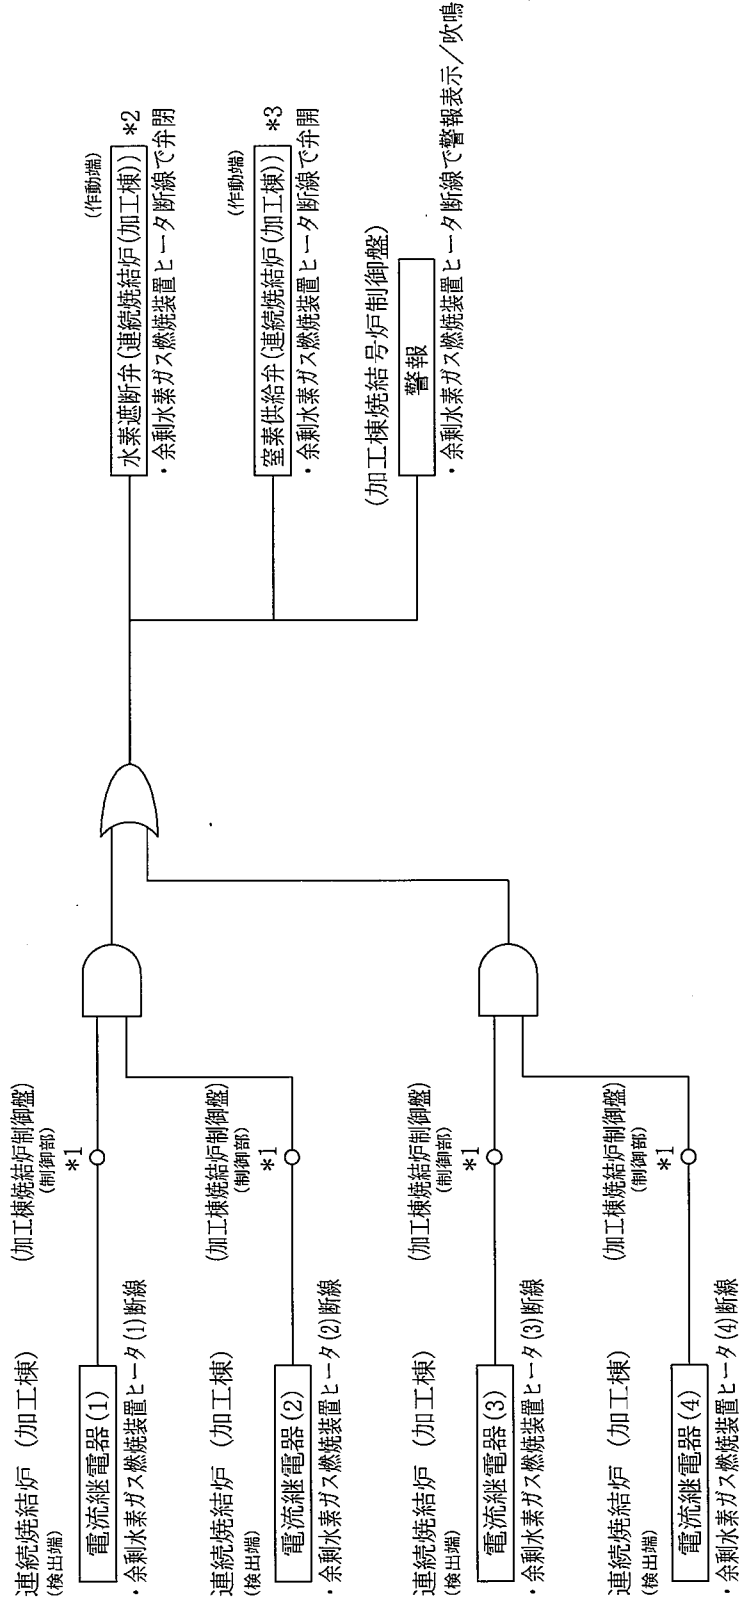 連続焼結炉 (加工棟)
(検出端)
電流継電器(1)
・余剰水素ガス燃焼装置ヒータ(1)断線
(加工棟焼結炉制御盤)
(制御部)
*1
連続焼結炉 (加工棟)
(検出端)
電流継電器(2)
・余剰水素ガス燃焼装置ヒータ(2)断線
(加工棟焼結炉制御盤)
(制御部)
*1
連続焼結炉 (加工棟)
(検出端)
電流継電器(3)
・余剰水素ガス燃焼装置ヒータ(3)断線
(加工棟焼結炉制御盤)
(制御部)
*1
連続焼結炉 (加工棟)
(検出端)
電流継電器(4)
・余剰水素ガス燃焼装置ヒータ(4)断線
(加工棟焼結炉制御盤)
(制御部)
*1
(作動端)
水素遮断弁(連続焼結炉(加工棟)) *2
・余剰水素ガス燃焼装置ヒータ断線で弁閉
(作動端)
窒素供給弁(連続焼結炉(加工棟)) *3
・余剰水素ガス燃焼装置ヒータ断線で弁開
(加工棟焼結号炉制御盤)
警報
・余剰水素ガス燃焼装置ヒータ断線で警報表示/吹鳴